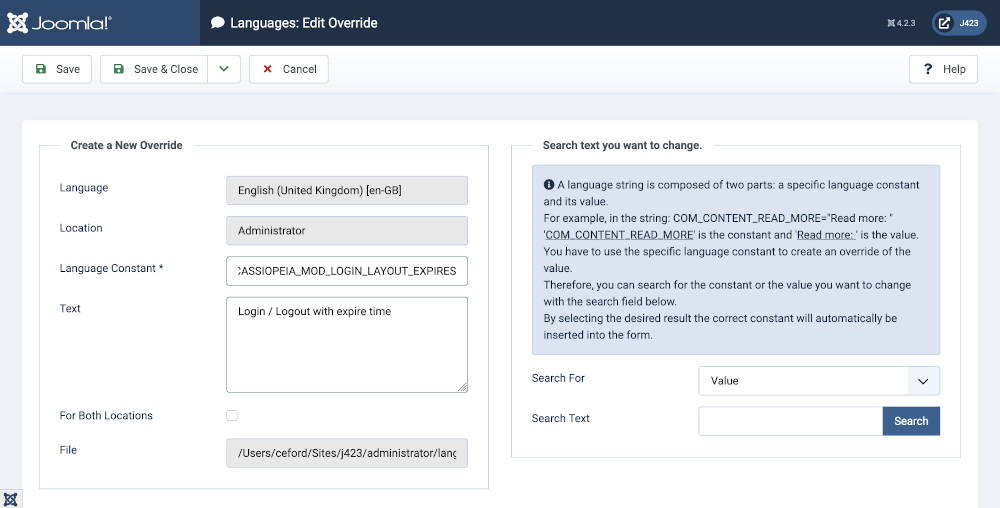 Joomla!
Languages: Edit Override
4.2.3
J423
Save
Save & Close
Cancel
? Help
Create a New Override
Language
English (United Kingdom) [en-GB]
Location
Administrator
Language Constant *
CASSIOPEIA_MOD_LOGIN_LAYOUT_EXPIRES
Text
Login / Logout with expire time
For Both Locations
File
/Users/ceford/Sites/j423/administrator/lang
Search text you want to change.
A language string is composed of two parts: a specific language constant
and its value.
For example, in the string: COM_CONTENT_READ_MORE="Read more: "
'COM_CONTENT_READ_MORE' is the constant and 'Read more: ' is the value.
You have to use the specific language constant to create an override of the
value.
Therefore, you can search for the constant or the value you want to change
with the search field below.
By selecting the desired result the correct constant will automatically be
inserted into the form.
Search For
Value
Search Text
Search